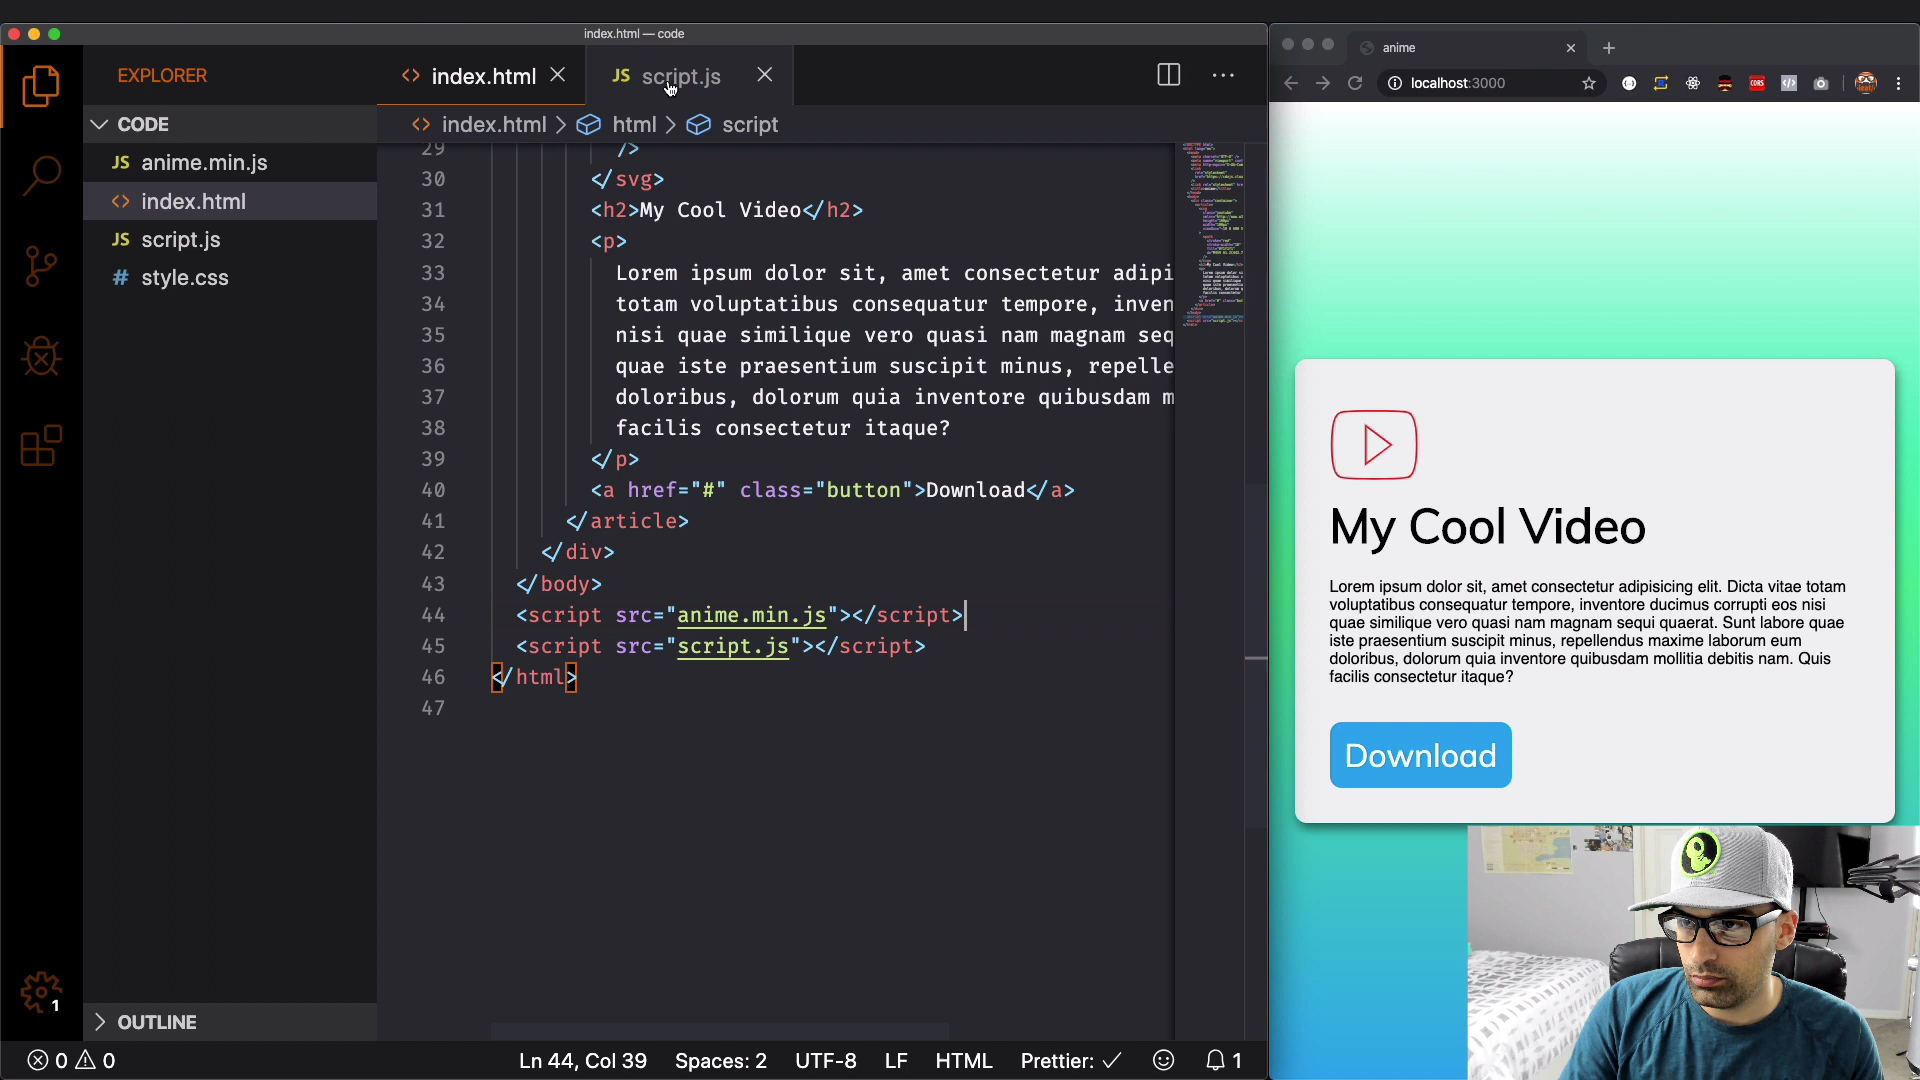 index.html — code
EXPLORER
CODE
JS anime.min.js
<> index.html
JS script.js
# style.css
OUTLINE
<> index.html
JS script.js
<> index.html > html > script
29 />
30 </svg>
31 <h2>My Cool Video</h2>
32 <p>
33 Lorem ipsum dolor sit, amet consectetur adipi
34 totam voluptatibus consequatur tempore, inven
35 nisi quae similique vero quasi nam magnam seq
36 quae iste praesentium suscipit minus, repelle
37 doloribus, dolorum quia inventore quibusdam m
38 facilis consectetur itaque?
39 </p>
40 <a href="#" class="button">Download</a>
41 </article>
42 </div>
43 </body>
44 <script src="anime.min.js"></script>
45 <script src="script.js"></script>
46 </html>
47
1
0 0
Ln 44, Col 39 Spaces: 2 UTF-8 LF HTML Prettier: ✓ 1
anime
localhost:3000
CORS
My Cool Video
Lorem ipsum dolor sit, amet consectetur adipisicing elit. Dicta vitae totam
voluptatibus consequatur tempore, inventore ducimus corrupti eos nisi
quae similique vero quasi nam magnam sequi quaerat. Sunt labore quae
iste praesentium suscipit minus, repellendus maxime laborum eum
doloribus, dolorum quia inventore quibusdam mollitia debitis nam. Quis
facilis consectetur itaque?
Download